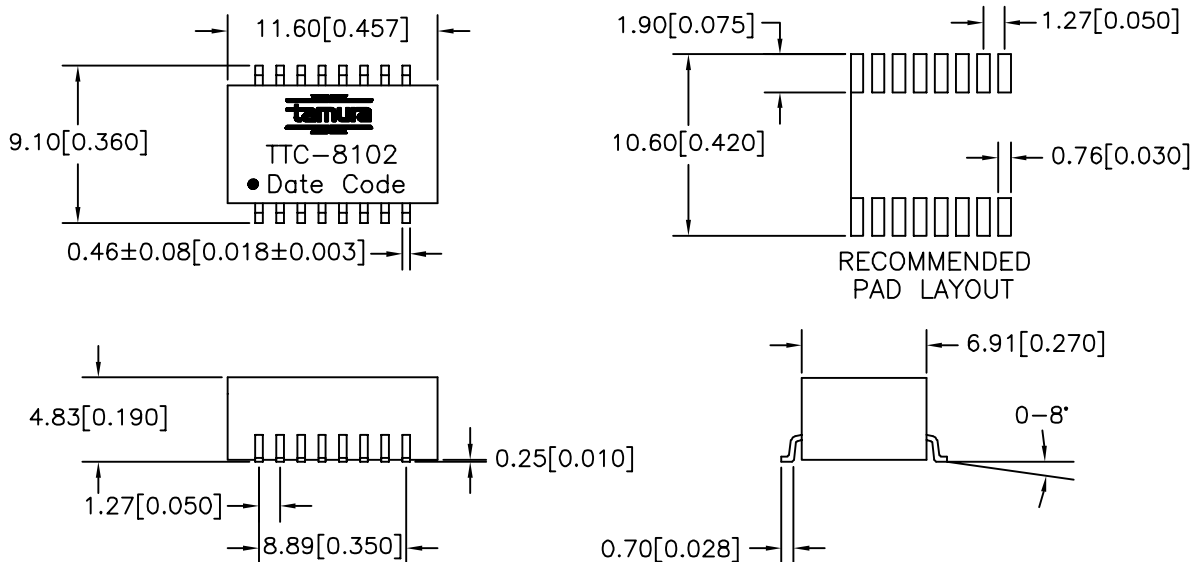 11.60[0.457]
9.10[0.360]
tamura
TTC-8102
Date Code
0.46±0.08[0.018±0.003]
1.90[0.075]
1.27[0.050]
10.60[0.420]
0.76[0.030]
RECOMMENDED
PAD LAYOUT
4.83[0.190]
0.25[0.010]
1.27[0.050]
8.89[0.350]
6.91[0.270]
0-8°
0.70[0.028]